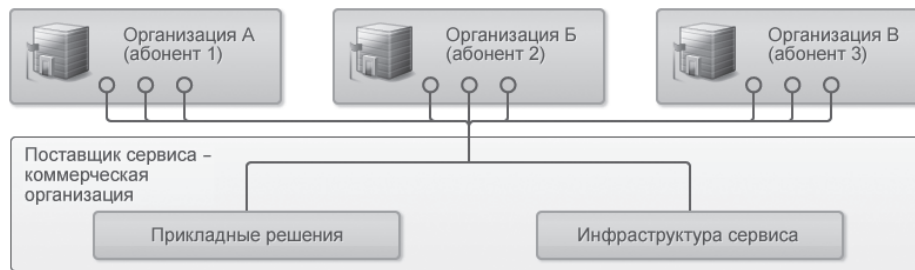 Организация А
(абонент 1)
Организация Б
(абонент 2)
Организация В
(абонент 3)
Поставщик сервиса –
коммерческая
организация
Прикладные решения
Инфраструктура сервиса